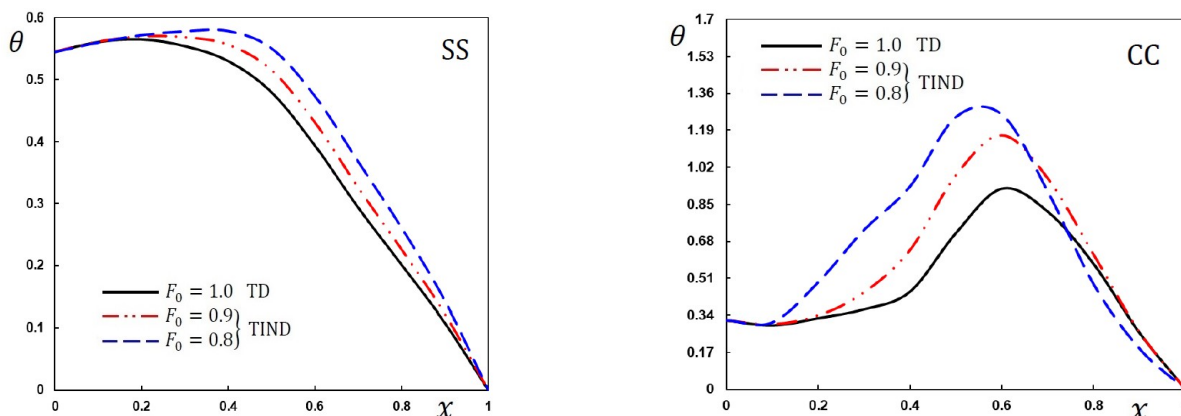 0.6
θ
SS
0.5
0.4
0.3
0.2
F₀ = 1.0 TD
F₀ = 0.9
F₀ = 0.8
} TIND
0.1
0
0 0.2 0.4 0.6 0.8 x 1
1.7
θ
F₀ = 1.0 TD
CC
1.53
F₀ = 0.9
F₀ = 0.8
} TIND
1.36
1.19
1.02
0.85
0.68
0.51
0.34
0.17
0
0 0.2 0.4 0.6 0.8 x